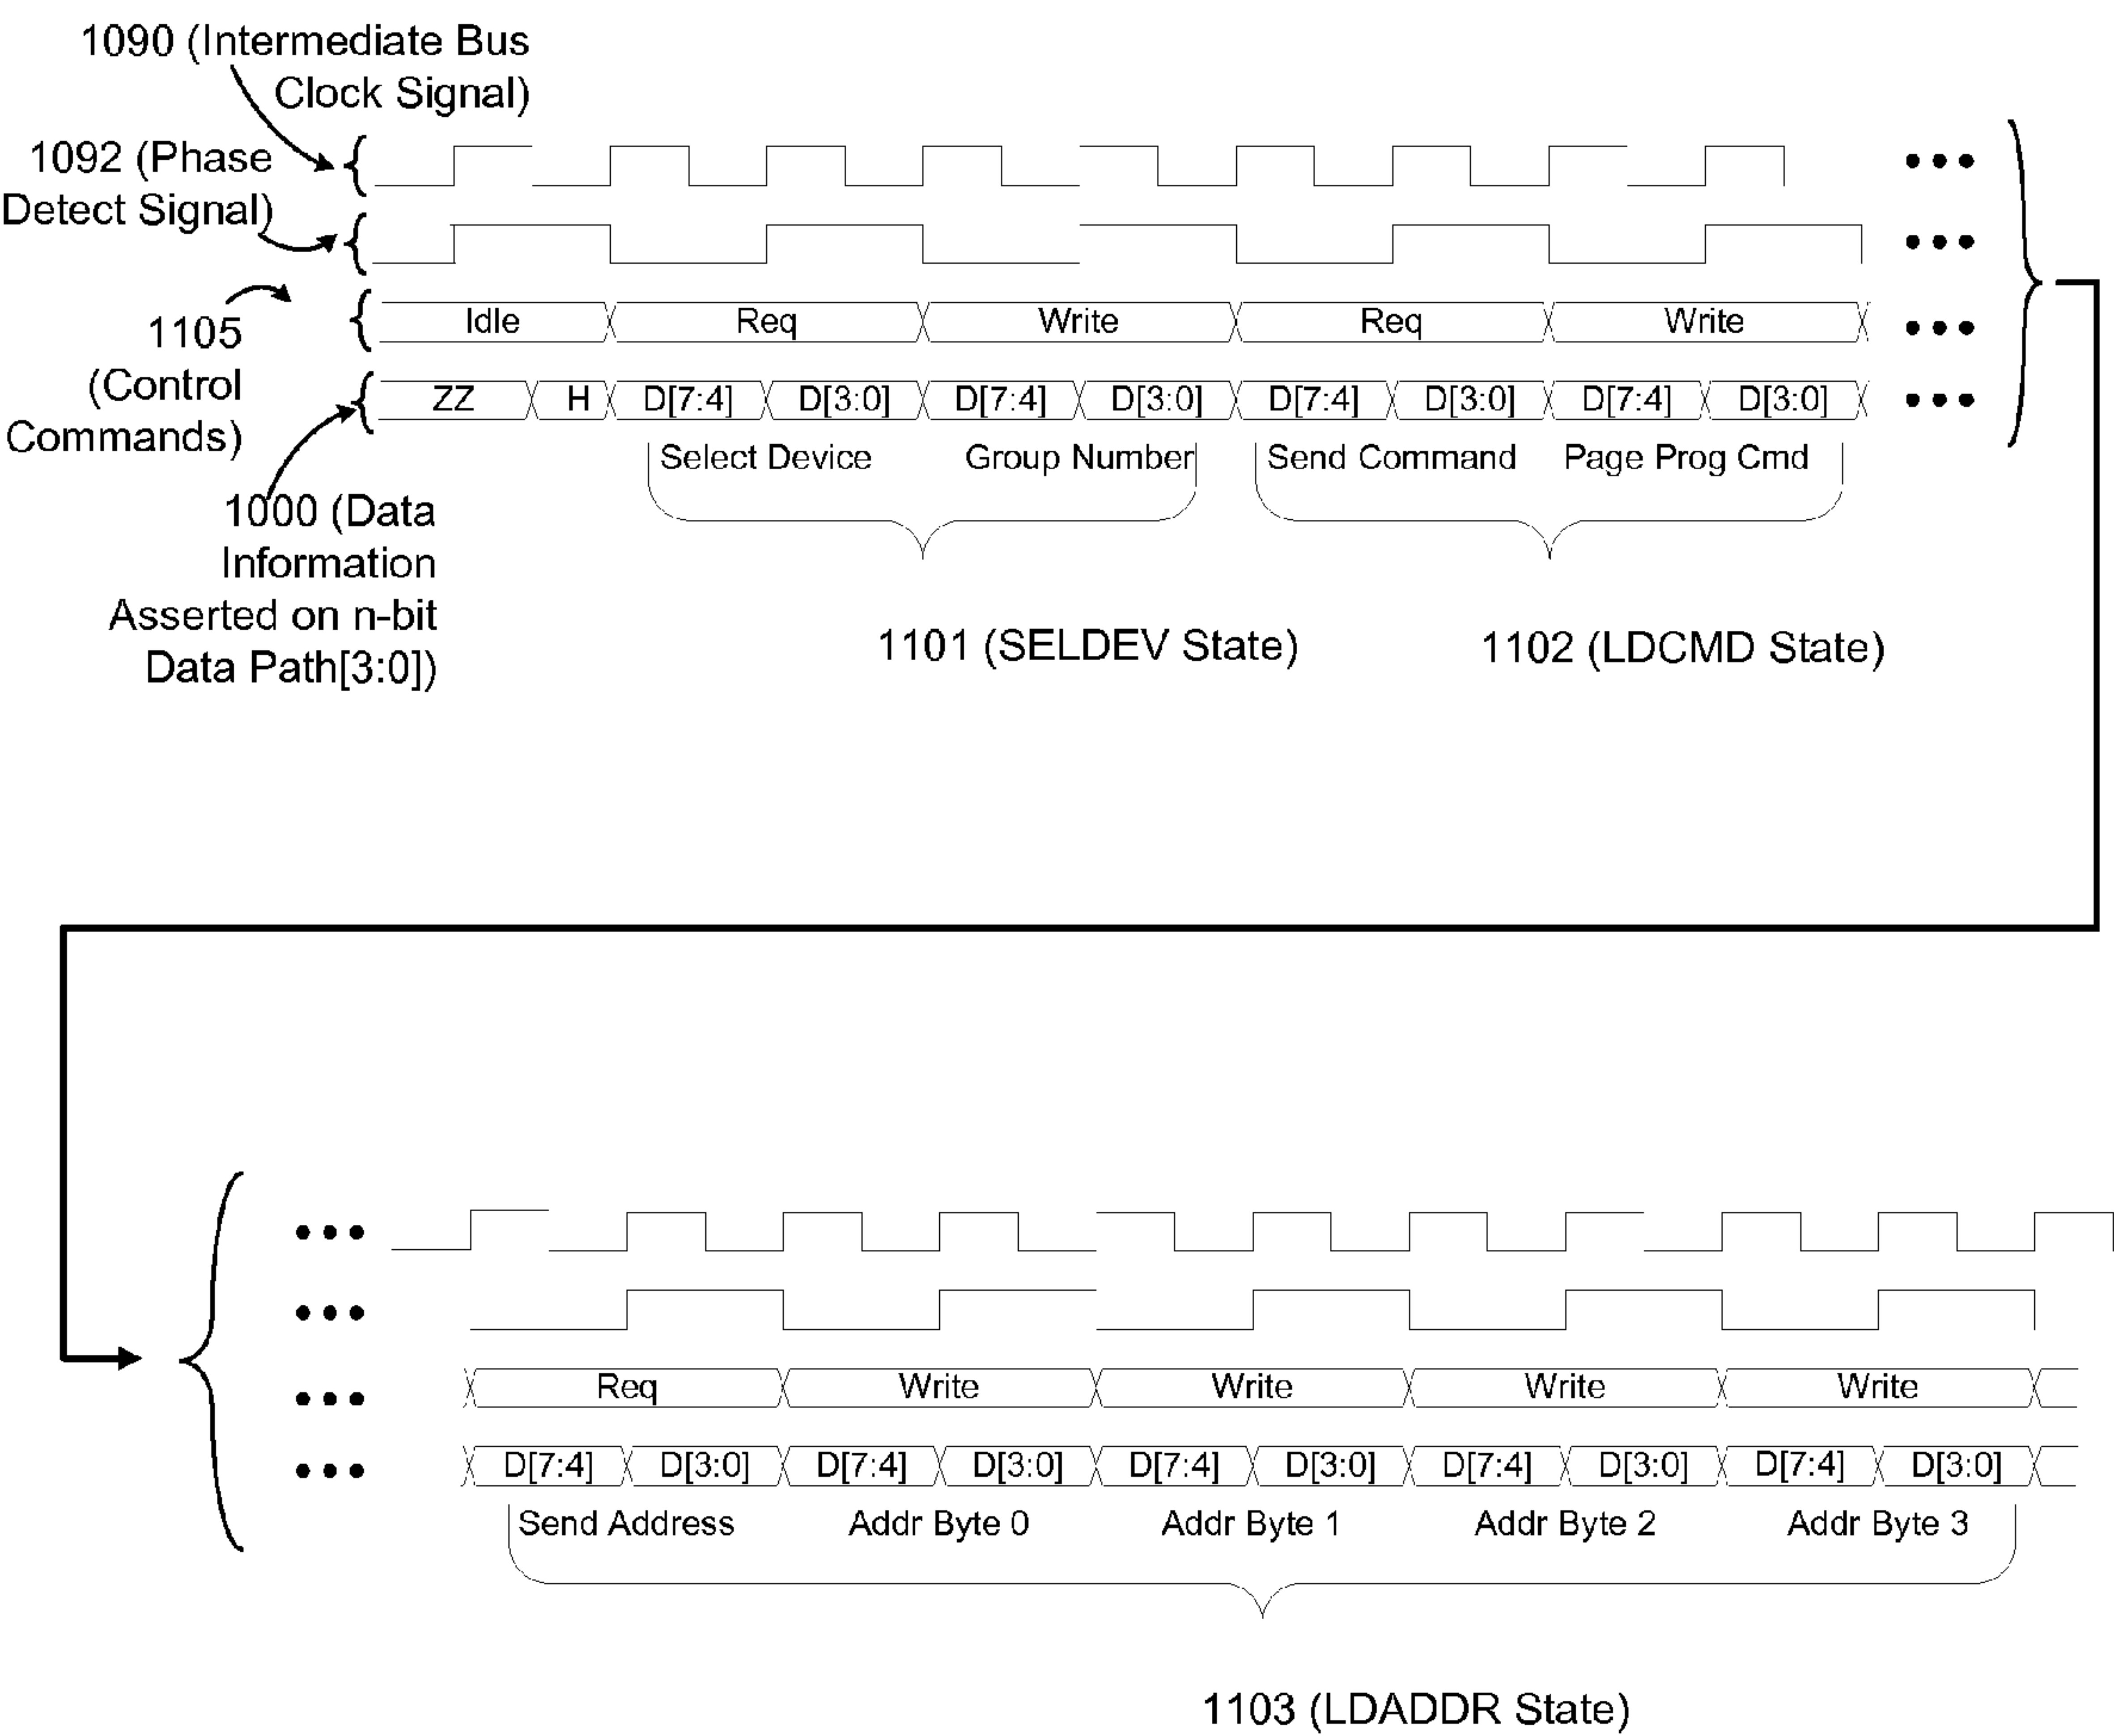 1090 (Intermediate Bus
Clock Signal)
1092 (Phase
Detect Signal)
1105
(Control
Commands)
Idle Req Write Req Write
ZZ H D[7:4] D[3:0] D[7:4] D[3:0] D[7:4] D[3:0] D[7:4] D[3:0]
Select Device Group Number Send Command Page Prog Cmd
1000 (Data
Information
Asserted on n-bit
Data Path[3:0])
1101 (SELDEV State) 1102 (LDCMD State)
Req Write Write Write Write
D[7:4] D[3:0] D[7:4] D[3:0] D[7:4] D[3:0] D[7:4] D[3:0] D[7:4] D[3:0]
Send Address Addr Byte 0 Addr Byte 1 Addr Byte 2 Addr Byte 3
1103 (LDADDR State)